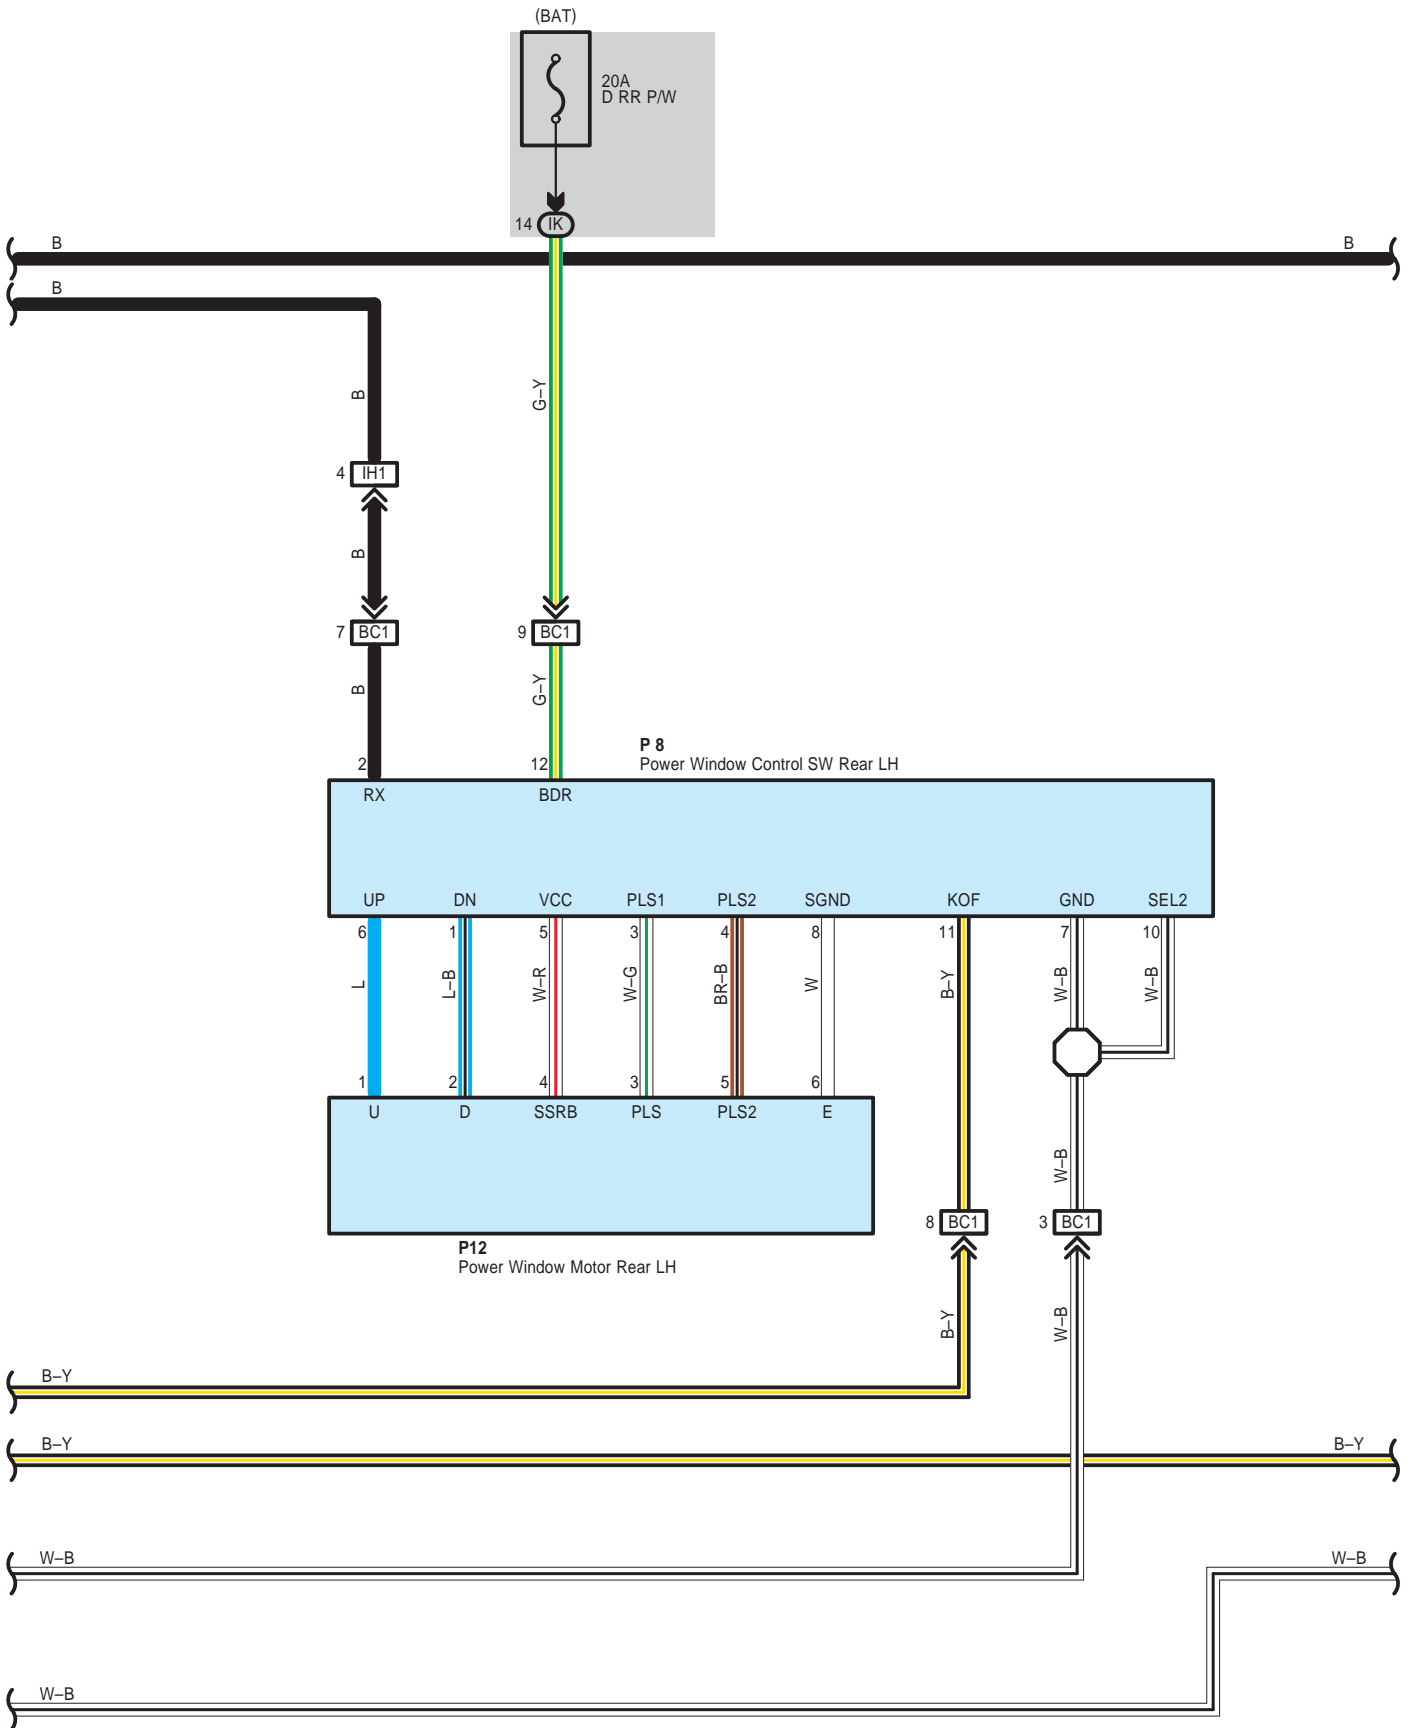 (BAT)
20A
D RR P/W
14 IK
B B
B
B
G–Y
4 IH1
B
7 BC1
9 BC1
B
G–Y
P 8
Power Window Control SW Rear LH
2 12
RX BDR
UP DN VCC PLS1 PLS2 SGND KOF GND SEL2
6 1 5 3 4 8 11 7 10
L L–B W–R W–G BR–B W B–Y W–B W–B
1 2 4 3 5 6
U D SSRB PLS PLS2 E
W–B
8 BC1 3 BC1
P12
Power Window Motor Rear LH
B–Y W–B
B–Y
B–Y B–Y
W–B W–B
W–B